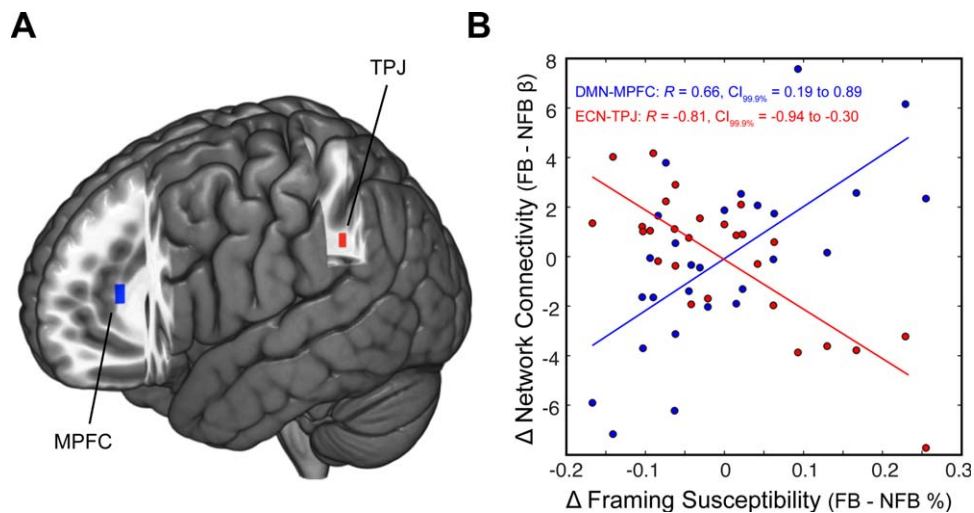 A
TPJ
MPFC
B
DMN-MPFC: R = 0.66, CI99.9% = 0.19 to 0.89
ECN-TPJ: R = -0.81, CI99.9% = -0.94 to -0.30
Δ Network Connectivity (FB - NFB β)
8
6
4
2
0
-2
-4
-6
-0.2
-0.1
0
0.1
0.2
0.3
Δ Framing Susceptibility (FB - NFB %)